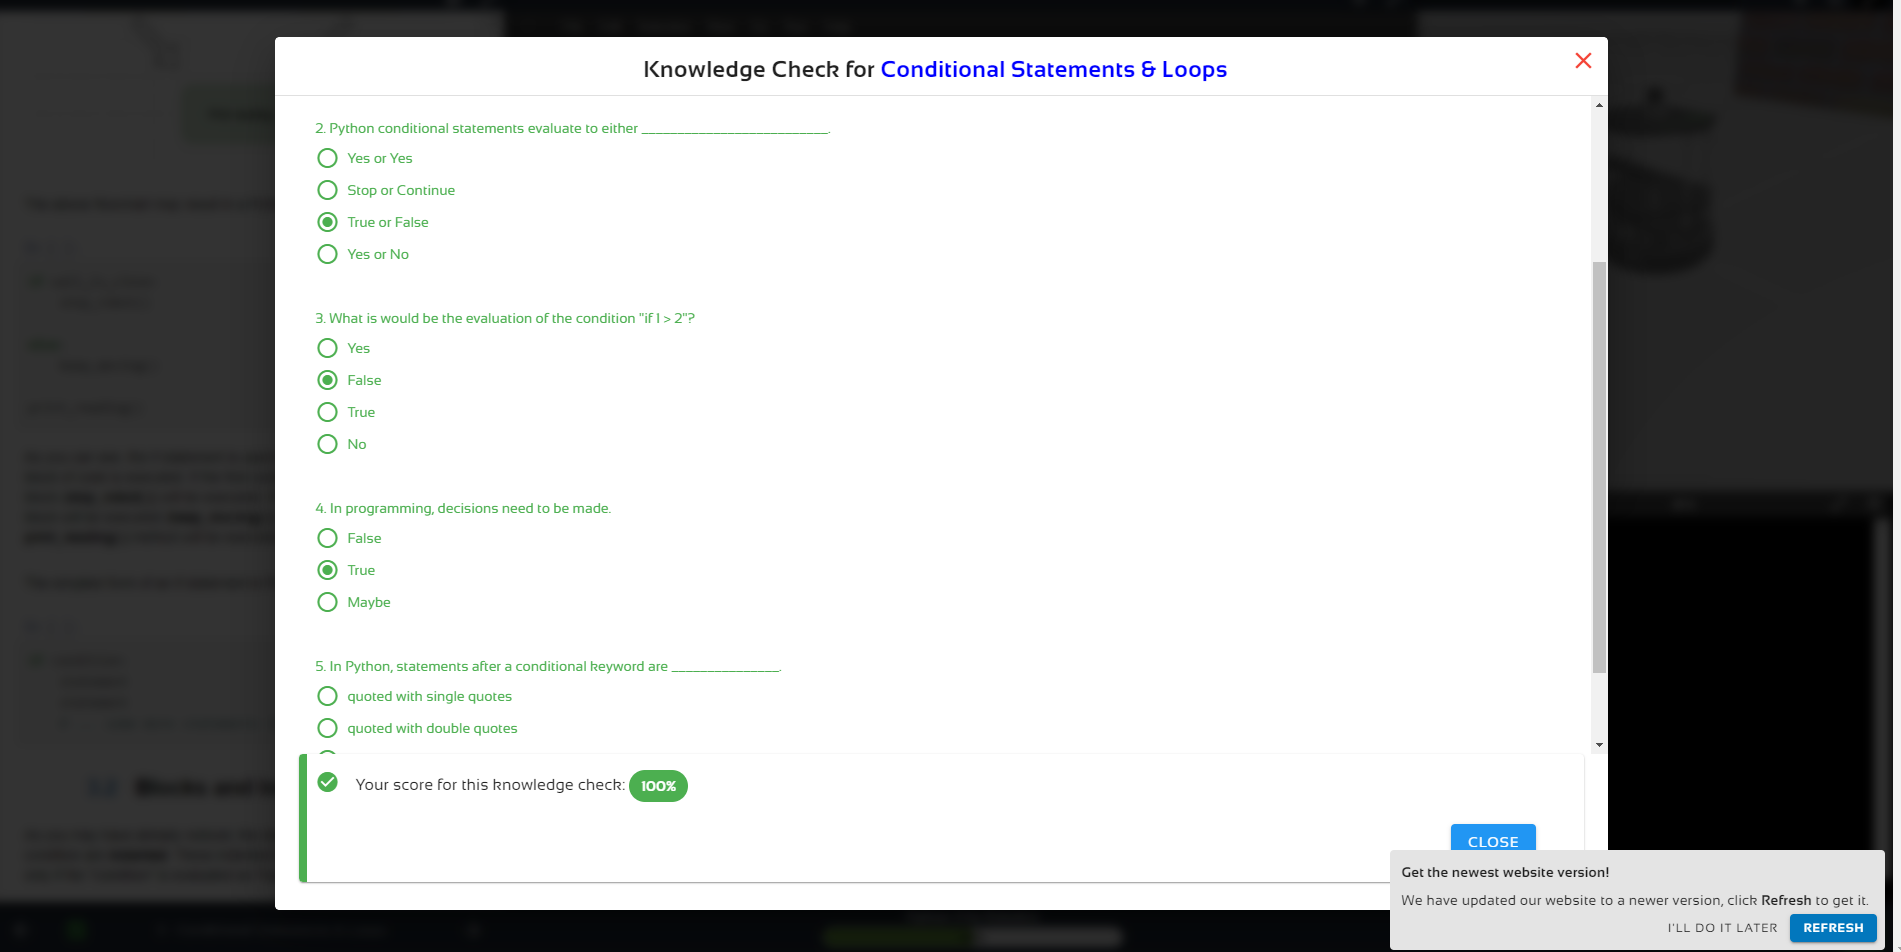 Knowledge Check for Conditional Statements & Loops
2. Python conditional statements evaluate to either __________________________.
Yes or Yes
Stop or Continue
True or False
Yes or No
3. What is would be the evaluation of the condition "if 1 > 2"?
Yes
False
True
No
4. In programming, decisions need to be made.
False
True
Maybe
5. In Python, statements after a conditional keyword are _______________.
quoted with single quotes
quoted with double quotes
Your score for this knowledge check: 100%
CLOSE
Get the newest website version!
We have updated our website to a newer version, click Refresh to get it.
I'LL DO IT LATER REFRESH